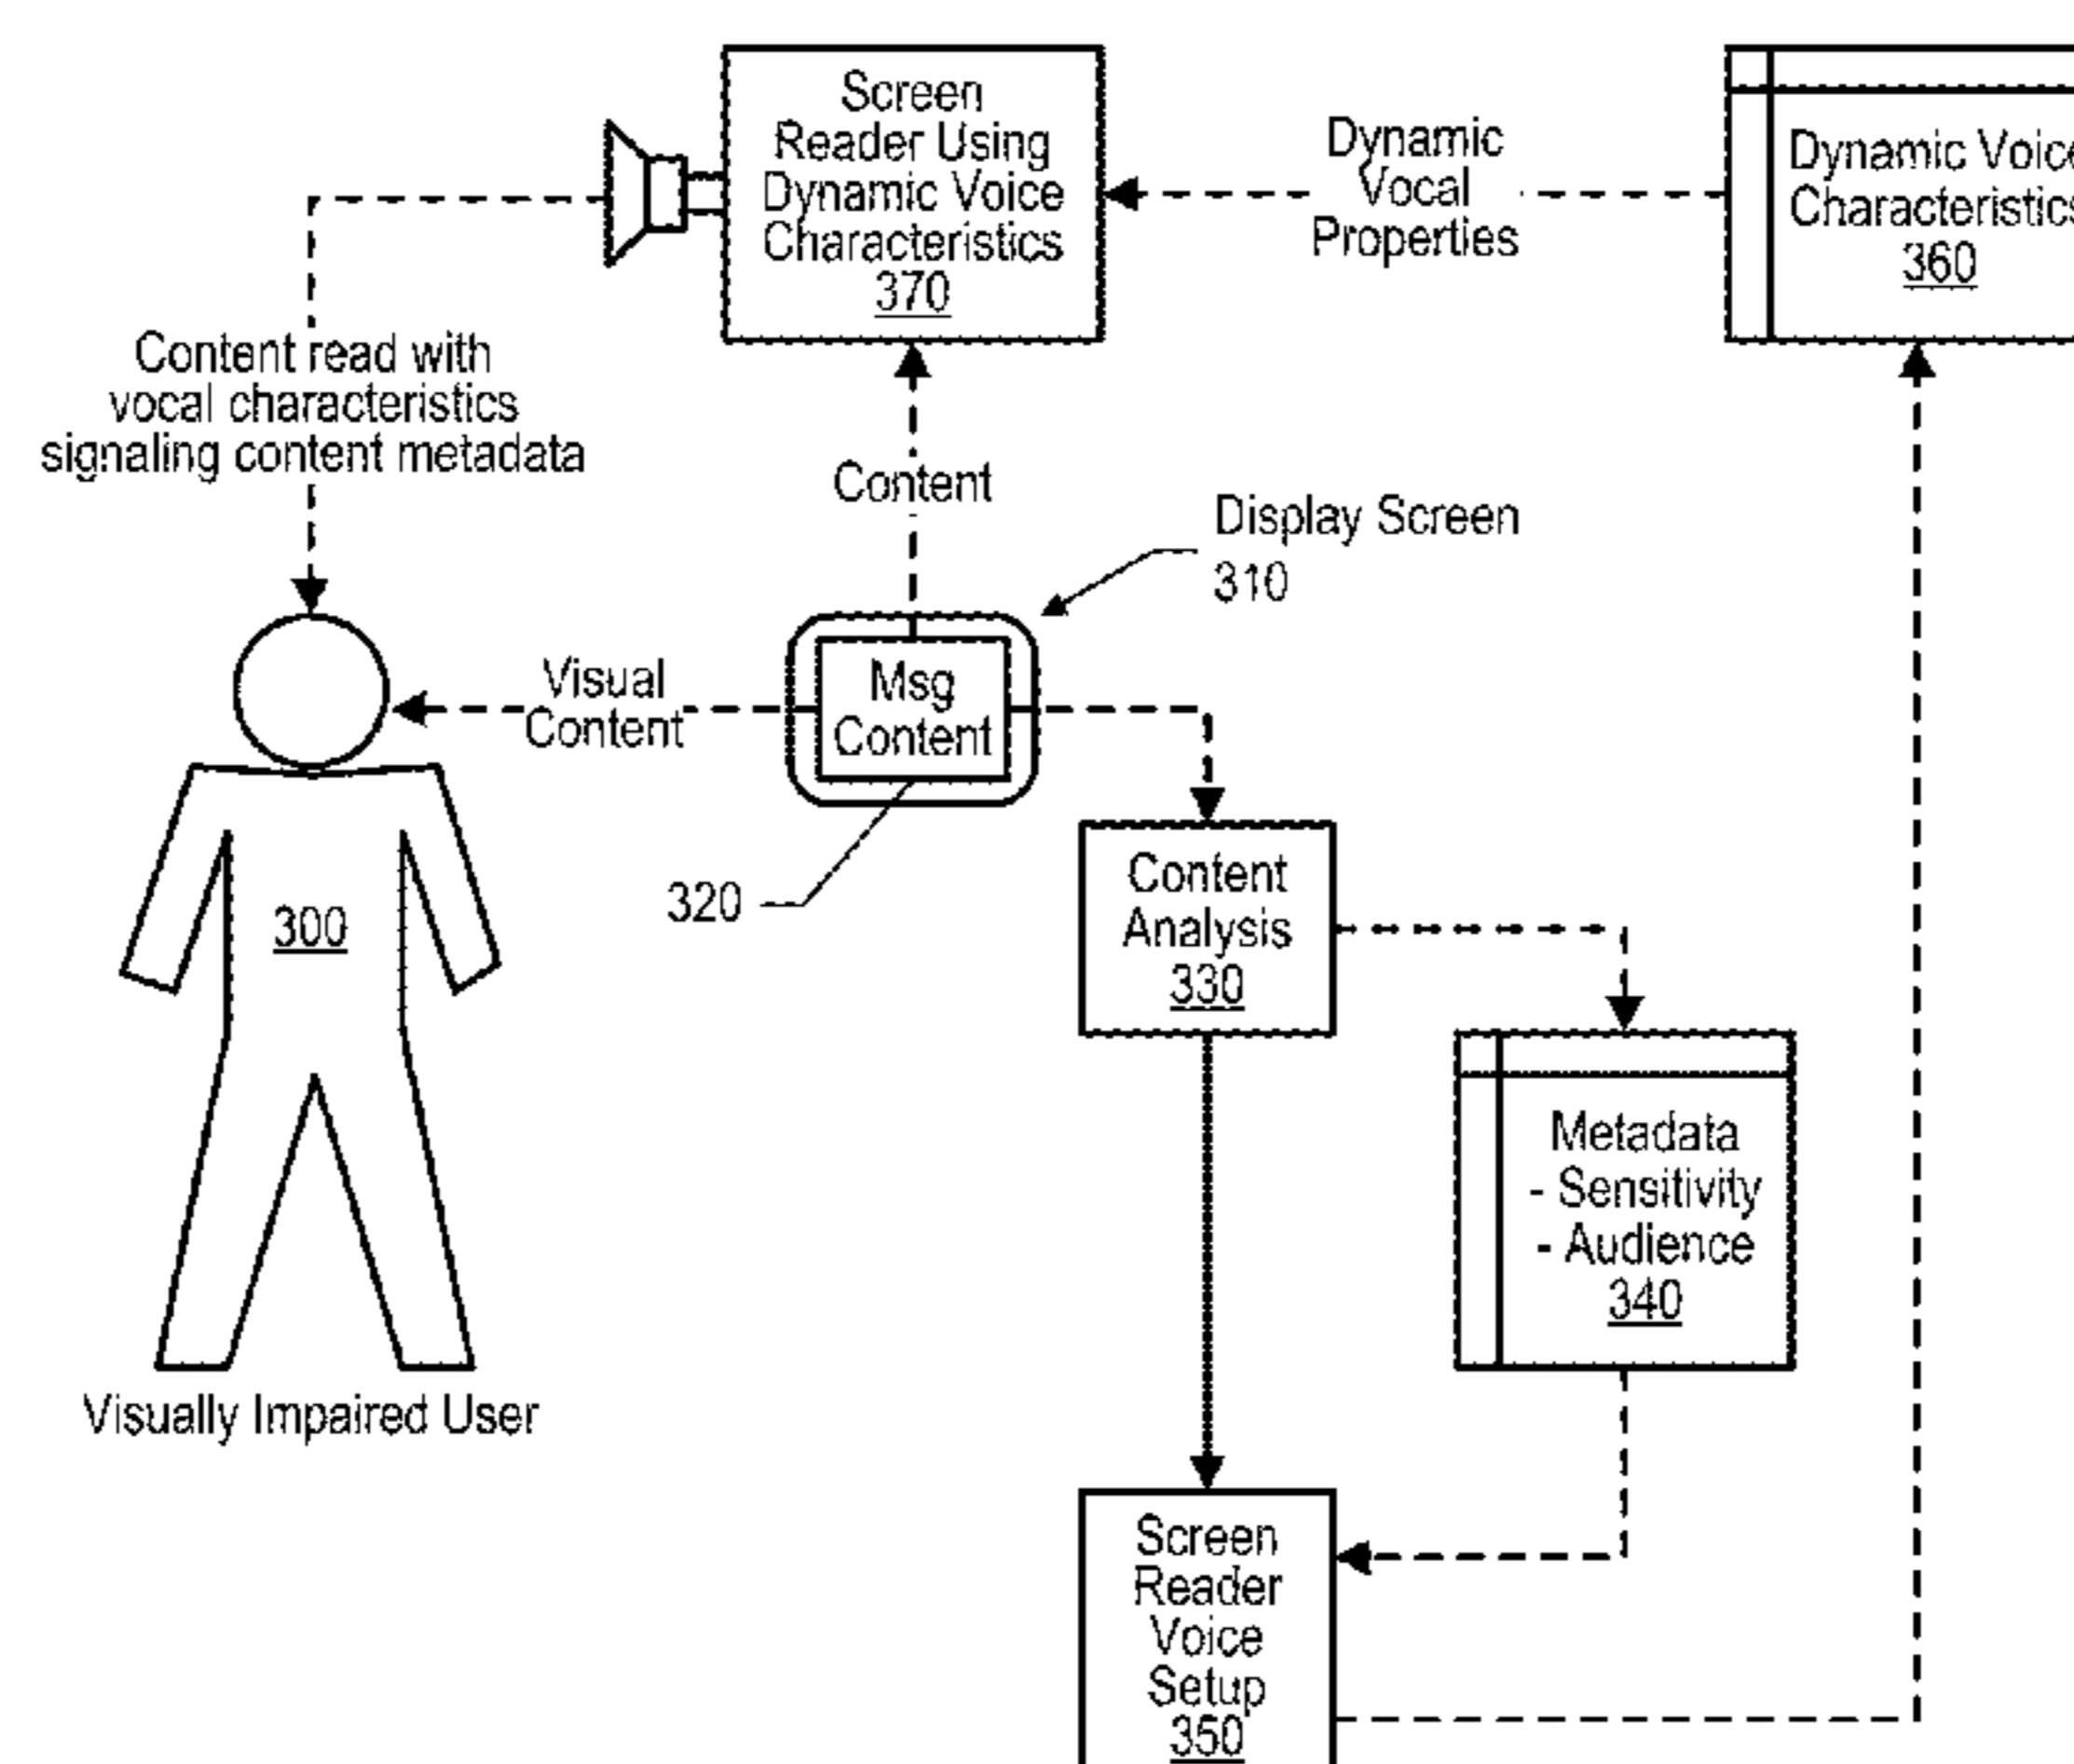 Screen
Reader Using
Dynamic Voice
Characteristics
370
Dynamic
Vocal
Properties
Dynamic Voice
Characteristics
360
Content read with
vocal characteristics
signaling content metadata
Content
Display Screen
310
Visual
Content
Msg
Content
320
300
Content
Analysis
330
Metadata
- Sensitivity
- Audience
340
Visually Impaired User
Screen
Reader
Voice
Setup
350